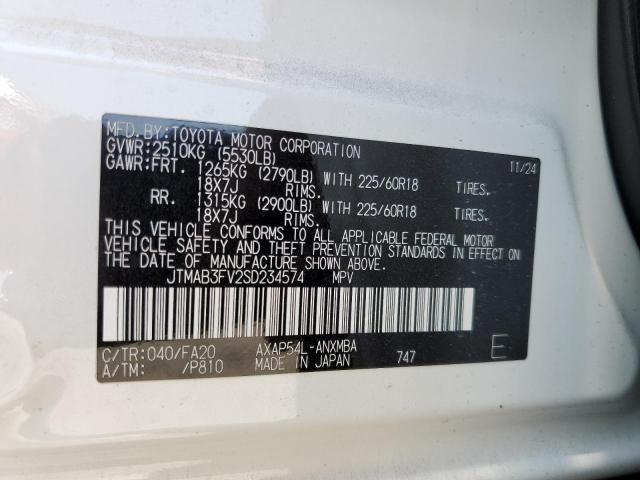 MFD.BY:TOYOTA MOTOR CORPORATION 11/24
GVWR:2510KG (5530LB)
GAWR:FRT. 1265KG (2790LB) WITH 225/60R18 TIRES.
18X7J RIMS.
RR. 1315KG (2900LB) WITH 225/60R18 TIRES.
18X7J RIMS.
THIS VEHICLE CONFORMS TO ALL APPLICABLE FEDERAL MOTOR
VEHICLE SAFETY AND THEFT PREVENTION STANDARDS IN EFFECT ON
THE DATE OF MANUFACTURE SHOWN ABOVE.
JTMAB3FV2SD234574 MPV
C/TR:040/FA20 AXAP54L-ANXMBA
A/TM: /P810 MADE IN JAPAN 747 E